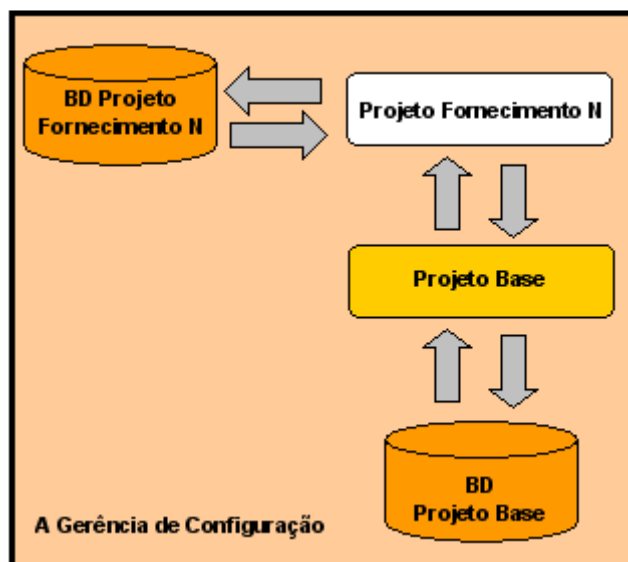 BD Projeto
Fornecimento N
Projeto Fornecimento N
Projeto Base
BD
Projeto Base
A Gerência de Configuração